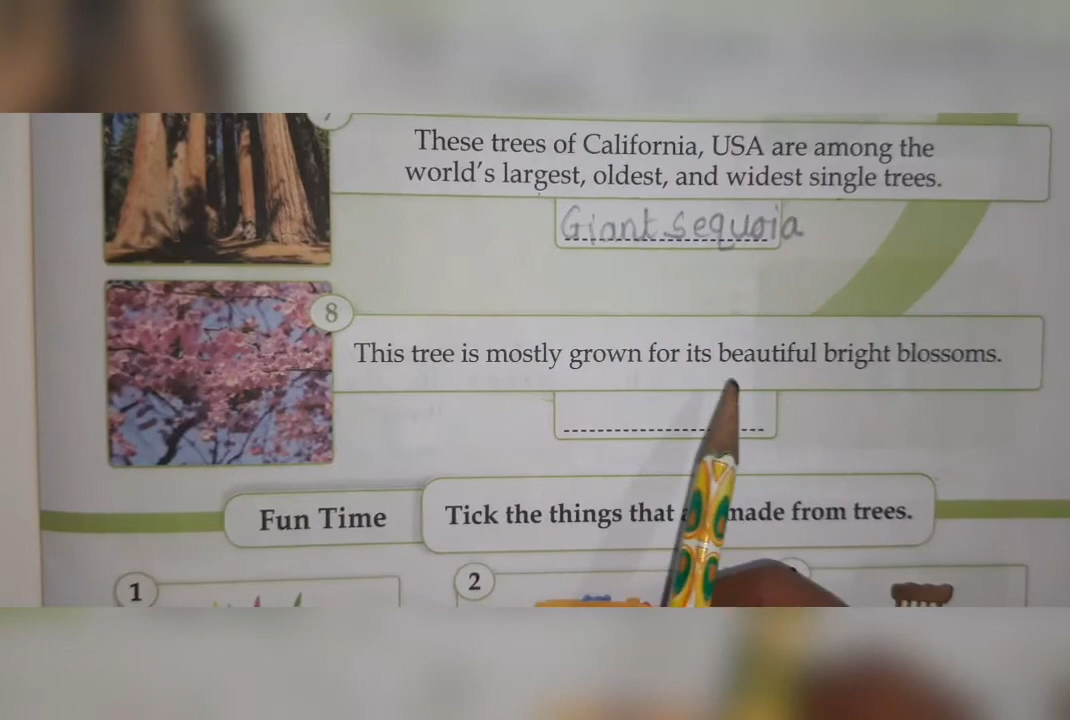 These trees of California, USA are among the
world's largest, oldest, and widest single trees.
Giant sequoia
8
This tree is mostly grown for its beautiful bright blossoms.
Fun Time
Tick the things that made from trees.
1
2